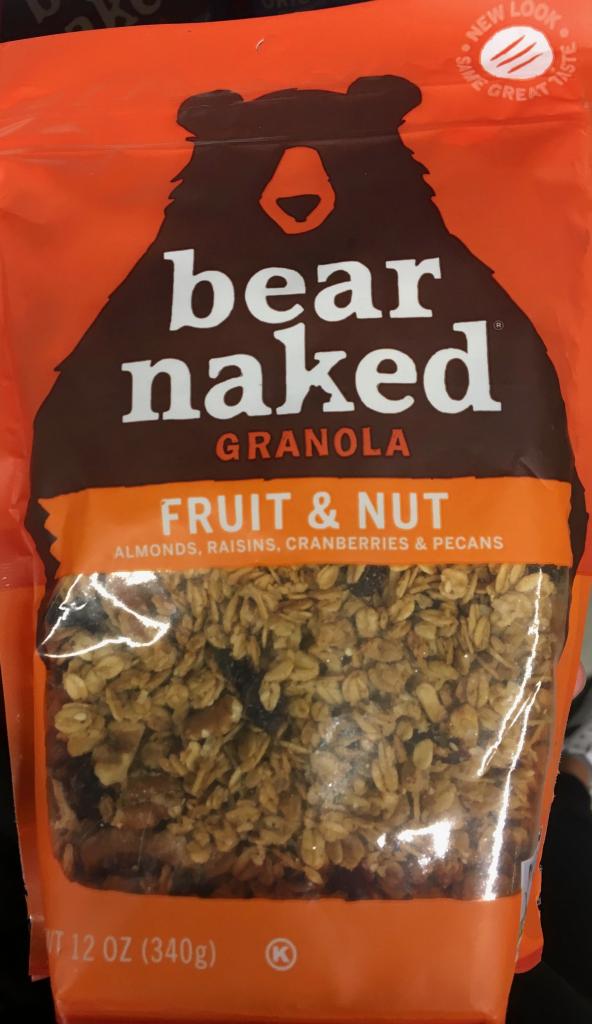 NEW LOOK
SAME GREAT TASTE
bear
naked®
GRANOLA
FRUIT & NUT
ALMONDS, RAISINS, CRANBERRIES & PECANS
12 OZ (340g)
K